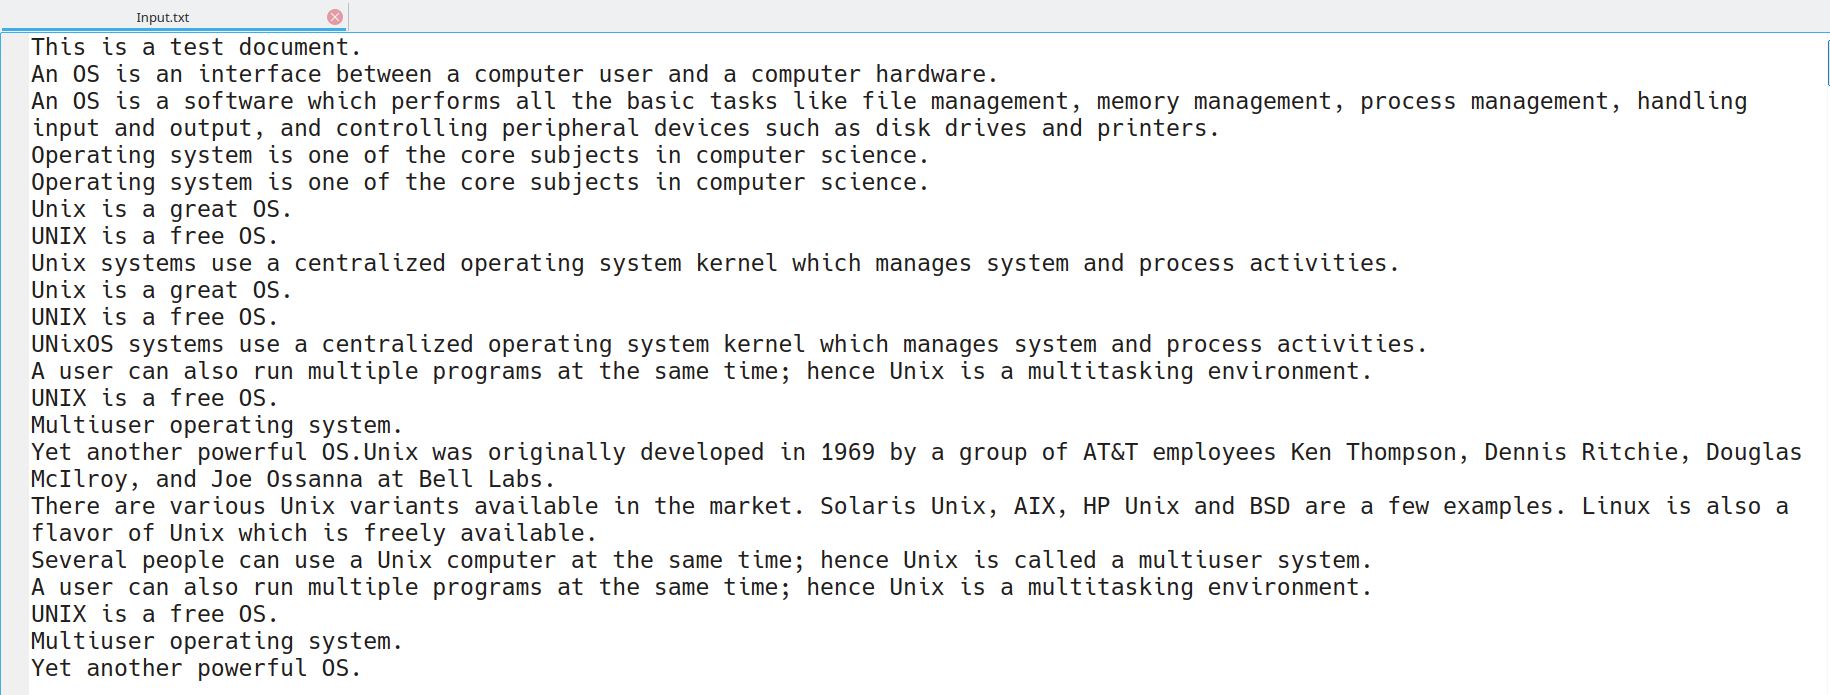 Input.txt
This is a test document.
An OS is an interface between a computer user and a computer hardware.
An OS is a software which performs all the basic tasks like file management, memory management, process management, handling
input and output, and controlling peripheral devices such as disk drives and printers.
Operating system is one of the core subjects in computer science.
Operating system is one of the core subjects in computer science.
Unix is a great OS.
UNIX is a free OS.
Unix systems use a centralized operating system kernel which manages system and process activities.
Unix is a great OS.
UNIX is a free OS.
UNixOS systems use a centralized operating system kernel which manages system and process activities.
A user can also run multiple programs at the same time; hence Unix is a multitasking environment.
UNIX is a free OS.
Multiuser operating system.
Yet another powerful OS.Unix was originally developed in 1969 by a group of AT&T employees Ken Thompson, Dennis Ritchie, Douglas
McIlroy, and Joe Ossanna at Bell Labs.
There are various Unix variants available in the market. Solaris Unix, AIX, HP Unix and BSD are a few examples. Linux is also a
flavor of Unix which is freely available.
Several people can use a Unix computer at the same time; hence Unix is called a multiuser system.
A user can also run multiple programs at the same time; hence Unix is a multitasking environment.
UNIX is a free OS.
Multiuser operating system.
Yet another powerful OS.